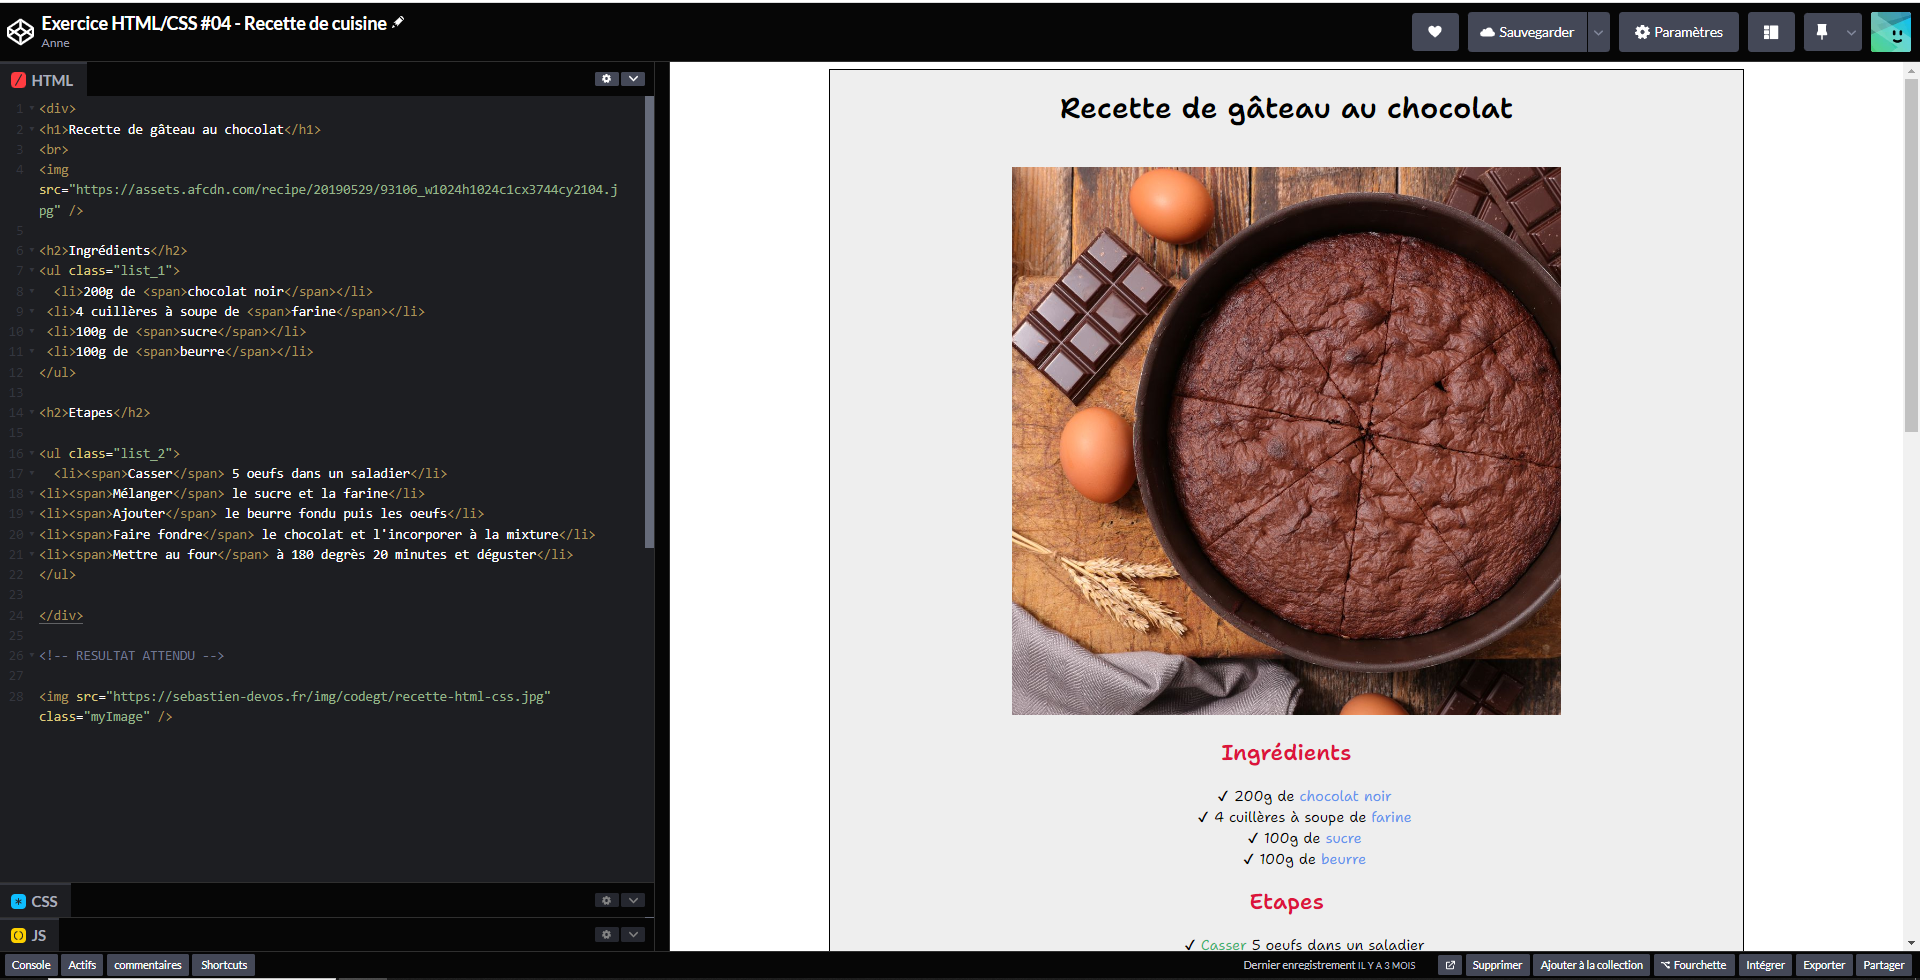 Exercice HTML/CSS #04 - Recette de cuisine
Anne
Sauvegarder
Paramètres
HTML
1 <div>
2 <h1>Recette de gâteau au chocolat</h1>
3 <br>
4 <img
src="https://assets.afcdn.com/recipe/20190529/93106_w1024h1024c1cx3744cy2104.j
pg" />
5
6 <h2>Ingrédients</h2>
7 <ul class="list_1">
8 <li>200g de <span>chocolat noir</span></li>
9 <li>4 cuillères à soupe de <span>farine</span></li>
10 <li>100g de <span>sucre</span></li>
11 <li>100g de <span>beurre</span></li>
12 </ul>
13
14 <h2>Etapes</h2>
15
16 <ul class="list_2">
17 <li><span>Casser</span> 5 oeufs dans un saladier</li>
18 <li><span>Mélanger</span> le sucre et la farine</li>
19 <li><span>Ajouter</span> le beurre fondu puis les oeufs</li>
20 <li><span>Faire fondre</span> le chocolat et l'incorporer à la mixture</li>
21 <li><span>Mettre au four</span> à 180 degrès 20 minutes et déguster</li>
22 </ul>
23
24 </div>
25
26 <!-- RESULTAT ATTENDU -->
27
28 <img src="https://sebastien-devos.fr/img/codegt/recette-html-css.jpg"
class="myImage" />
CSS
JS
Recette de gâteau au chocolat
Ingrédients
✓ 200g de chocolat noir
✓ 4 cuillères à soupe de farine
✓ 100g de sucre
✓ 100g de beurre
Etapes
✓ Casser 5 oeufs dans un saladier
Console Actifs commentaires Shortcuts
Dernier enregistrement IL Y A 3 MOIS
Supprimer Ajouter à la collection Fourchette Intégrer Exporter Partager